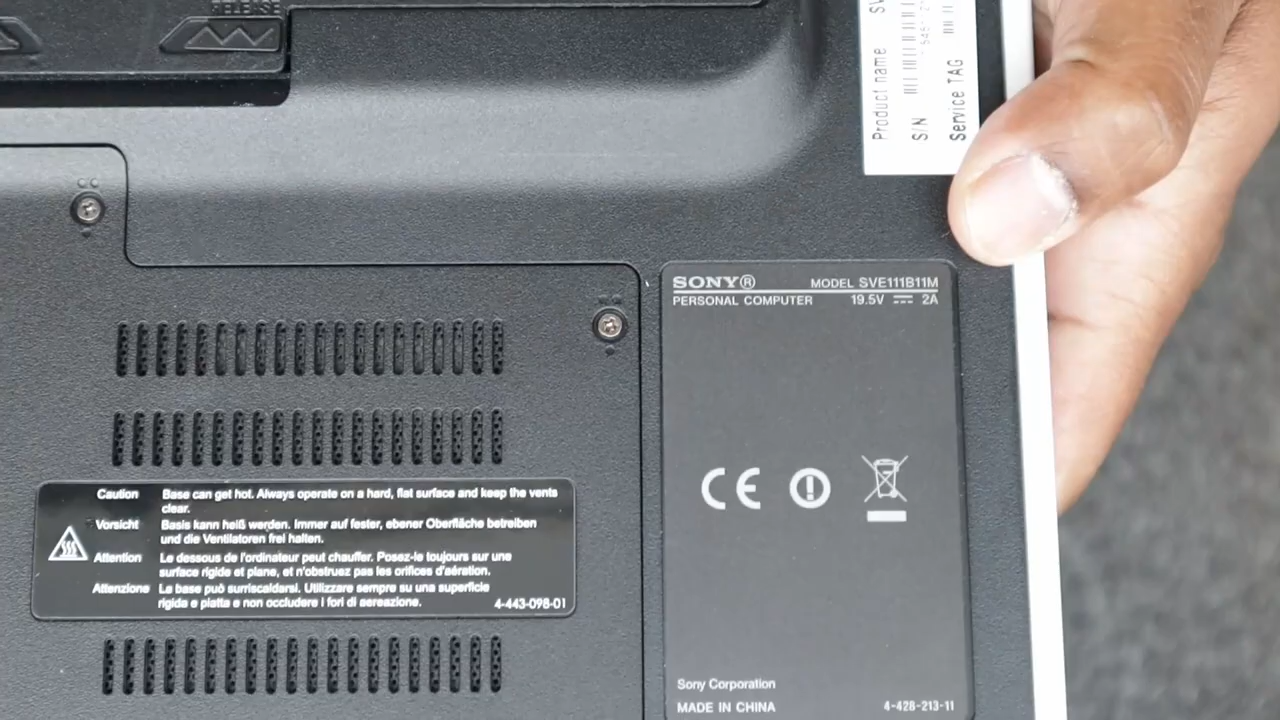 RELEASE
Product name
S/N
Service TAG
SONY®
MODEL SVE111B11M
PERSONAL COMPUTER
19.5V ⎓ 2A
CE
Caution
Base can get hot. Always operate on a hard, flat surface and keep the vents
clear.
Vorsicht
Basis kann heiß werden. Immer auf fester, ebener Oberfläche betreiben
und die Ventilatoren frei halten.
Attention
Le dessous de l'ordinateur peut chauffer. Posez-le toujours sur une
surface rigide et plane, et n'obstruez pas les orifices d'aération.
Attenzione
La base può surriscaldarsi. Utilizzare sempre su una superficie
rigida e piatta e non occludere i fori di aereazione.
4-443-098-01
Sony Corporation
MADE IN CHINA
4-428-213-11